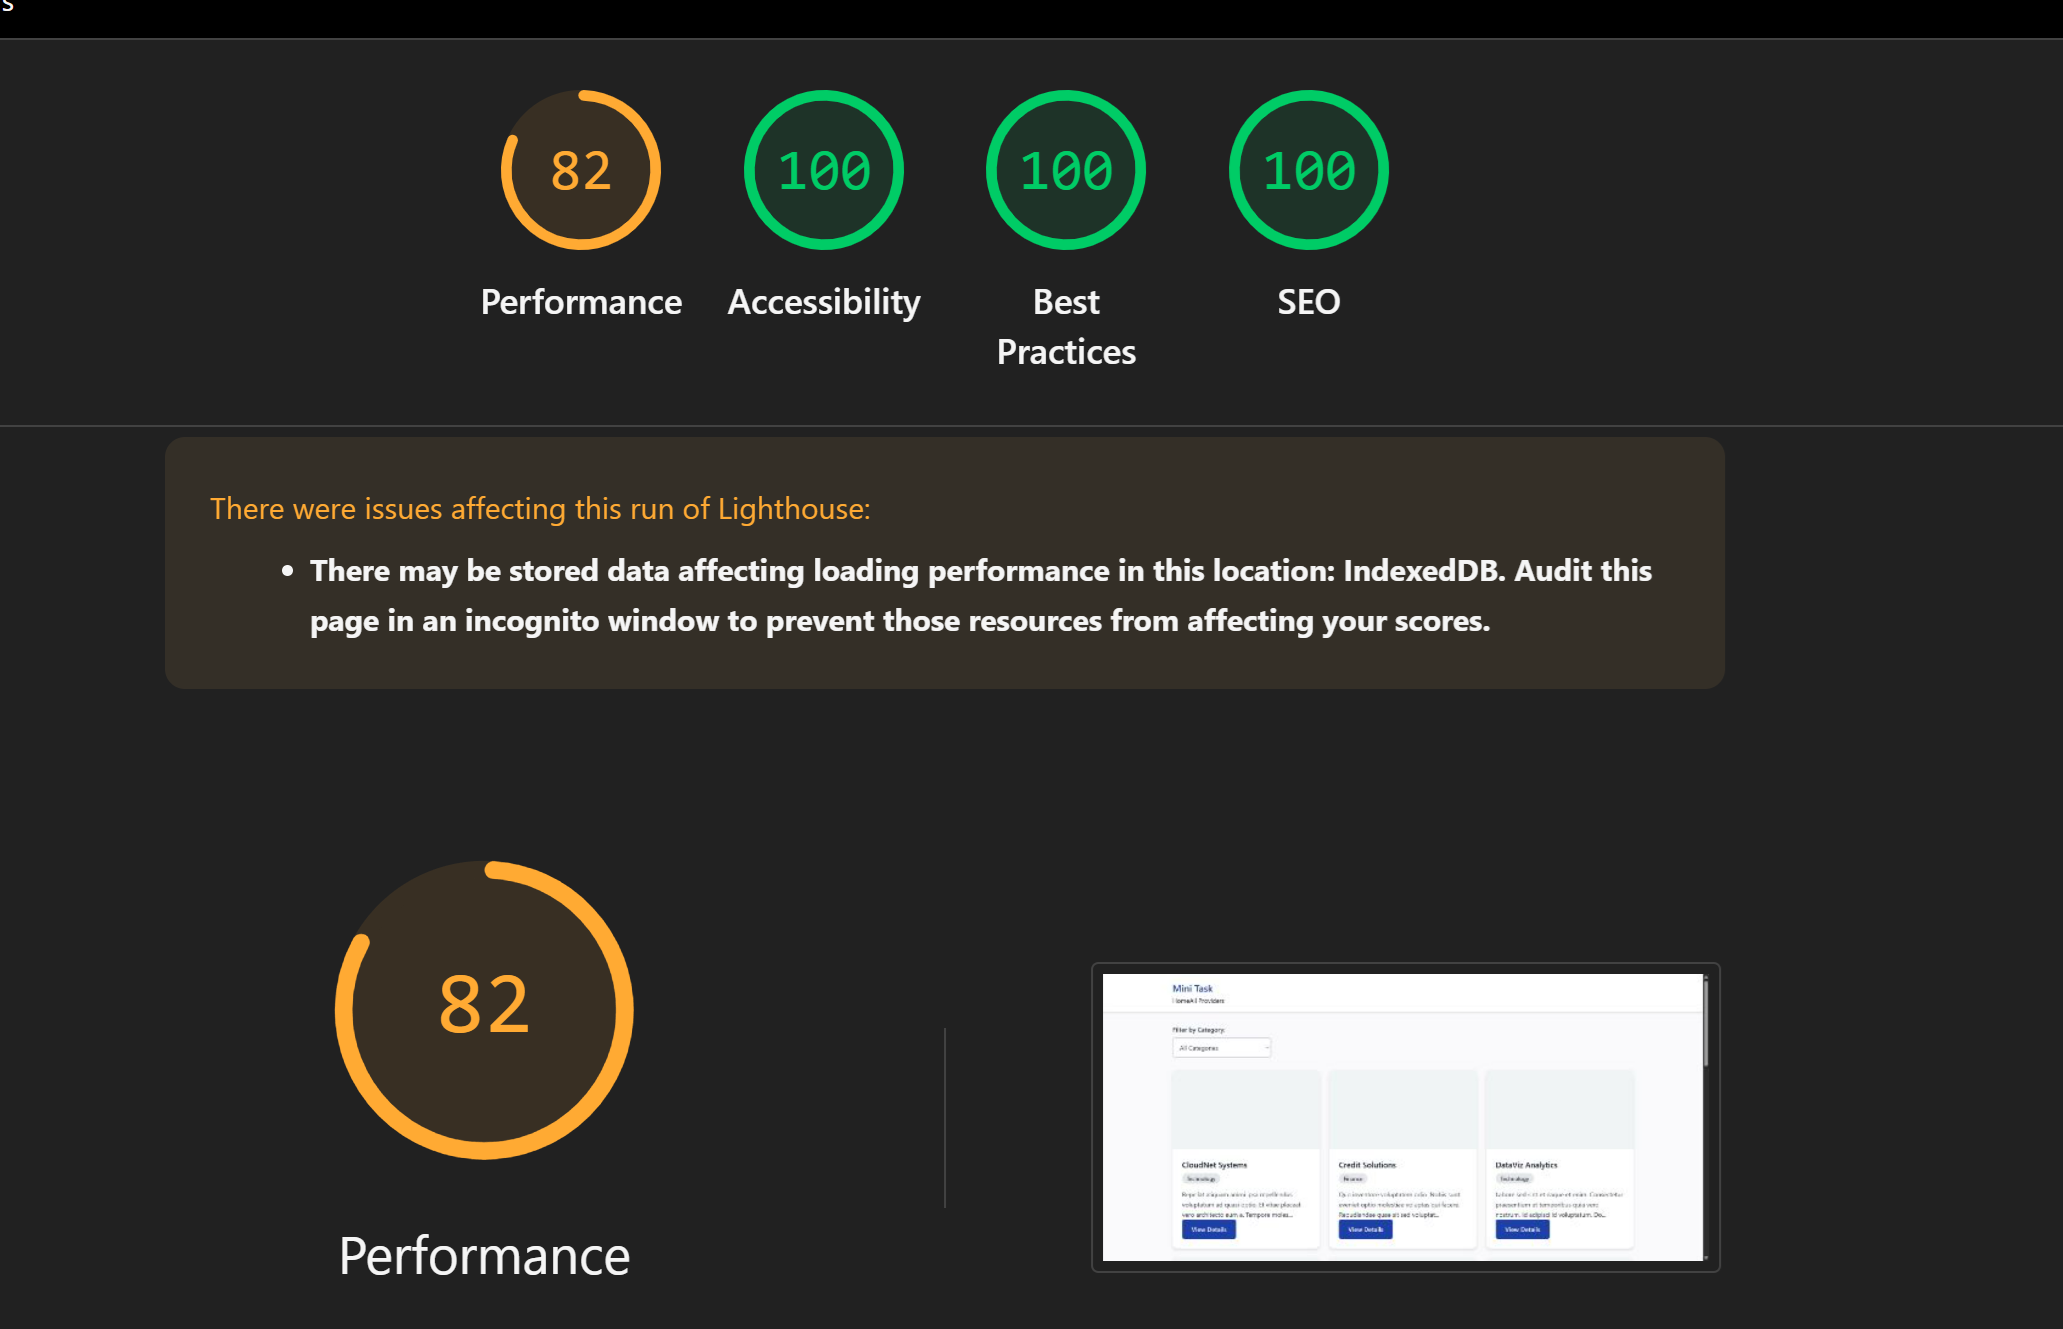 s
82
100
100
100
Performance
Accessibility
Best
Practices
SEO
There were issues affecting this run of Lighthouse:
• There may be stored data affecting loading performance in this location: IndexedDB. Audit this
page in an incognito window to prevent those resources from affecting your scores.
82
Performance
Mini Task
Home All Providers
Filter by Category:
All Categories
CloudNet Systems
Technology
View Details
Credit Solutions
Finance
View Details
DataViz Analytics
Technology
View Details